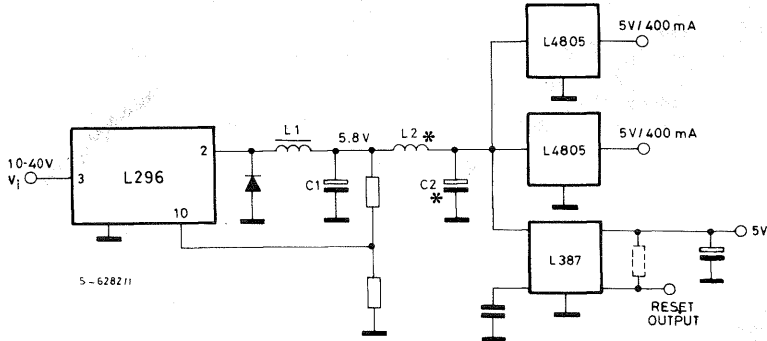 5V/400 mA
L4805
L1
5.8V
L2 *
5V/400 mA
L4805
2
10-40V
Vi
3
L296
C1
C2
*
10
5V
L387
5-6282/1
RESET
OUTPUT